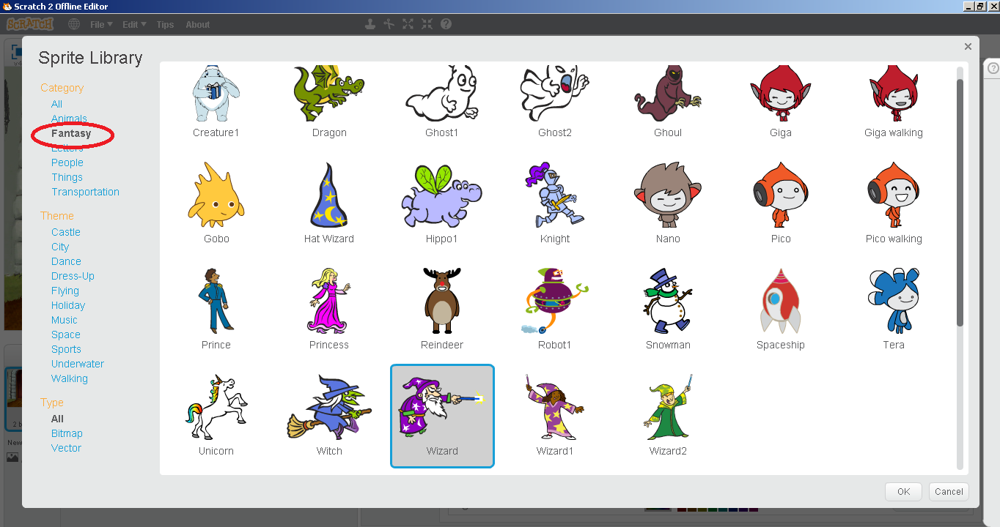 Scratch 2 Offline Editor
SCRATCH File Edit Tips About
Sprite Library
Category
All
Animals
Fantasy
Letters
People
Things
Transportation
Theme
Castle
City
Dance
Dress-Up
Flying
Holiday
Music
Space
Sports
Underwater
Walking
Type
All
Bitmap
Vector
Creature1 Dragon Ghost1 Ghost2 Ghoul Giga Giga walking
Gobo Hat Wizard Hippo1 Knight Nano Pico Pico walking
Prince Princess Reindeer Robot1 Snowman Spaceship Tera
Unicorn Witch Wizard Wizard1 Wizard2
OK Cancel
New